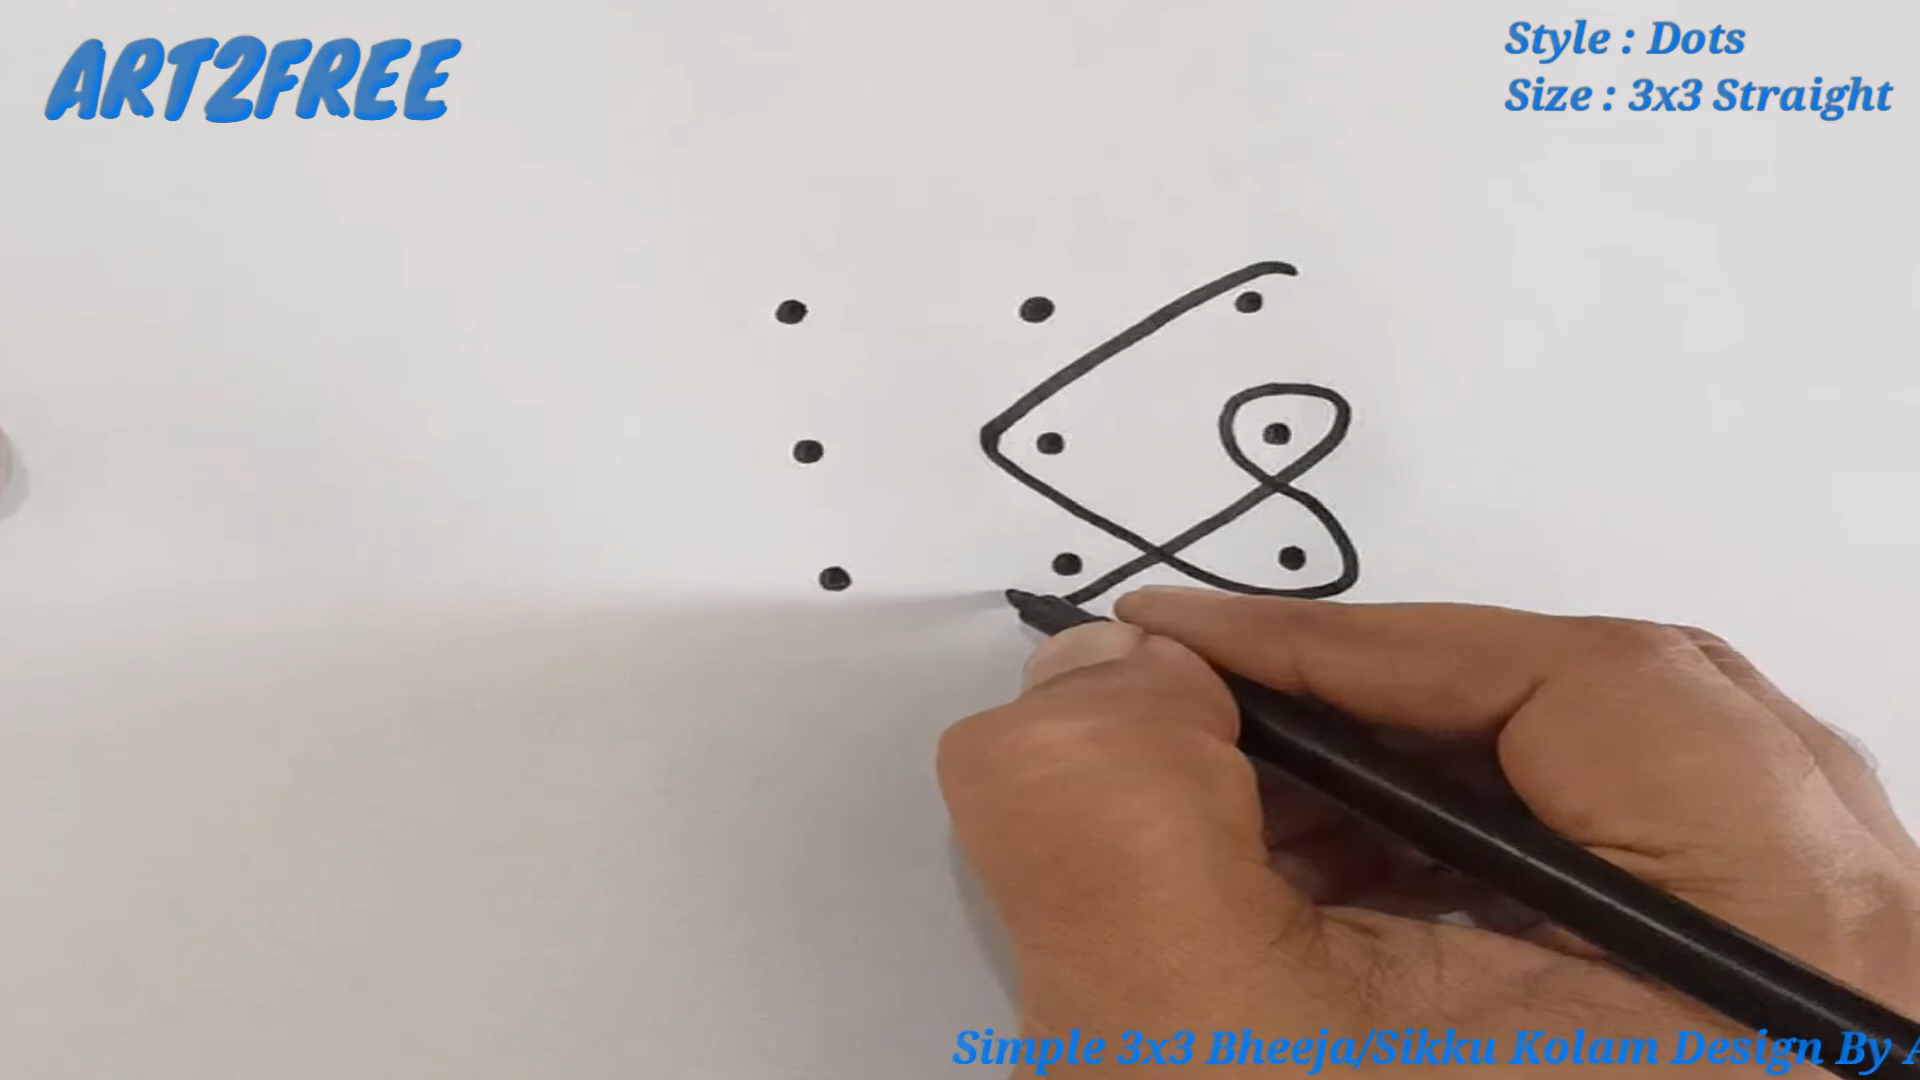 ART2FREE
Style : Dots
Size : 3x3 Straight
Simple 3x3 Bheeja/Sikku Kolam Design By